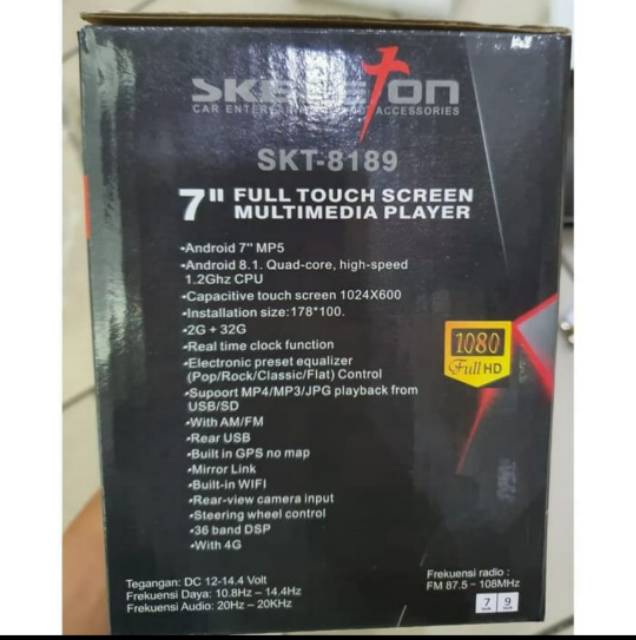 SKELETON
CAR ENTERTAINMENT ACCESSORIES
SKT-8189
7" FULL TOUCH SCREEN
MULTIMEDIA PLAYER
-Android 7" MP5
-Android 8.1. Quad-core, high-speed
1.2Ghz CPU
-Capacitive touch screen 1024X600
-Installation size:178*100.
-2G + 32G
-Real time clock function
-Electronic preset equalizer
(Pop/Rock/Classic/Flat) Control
-Supoort MP4/MP3/JPG playback from
USB/SD
-With AM/FM
-Rear USB
-Built in GPS no map
-Mirror Link
-Built-in WIFI
-Rear-view camera input
-Steering wheel control
-36 band DSP
-With 4G
1080
Full HD
Tegangan: DC 12-14.4 Volt
Frekuensi Daya: 10.8Hz – 14.4Hz
Frekuensi Audio: 20Hz – 20KHz
Frekuensi radio :
FM 87.5 – 108MHz
7 9